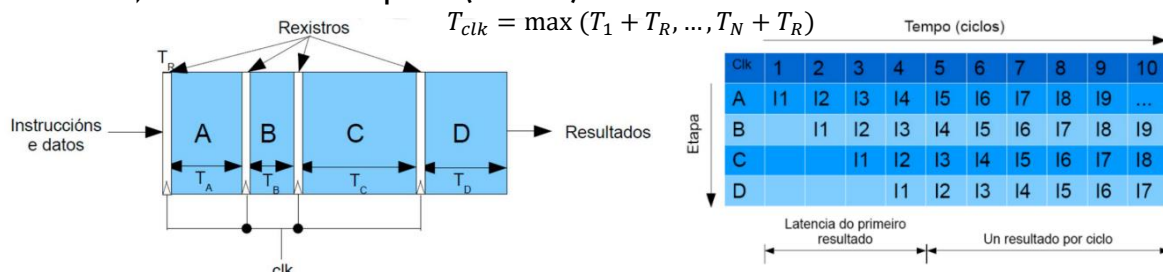 T_clk = max (T_1 + T_R, … , T_N + T_R)
Rexistros
T_R
Instruccións
e datos
A B C D
Resultados
T_A T_B T_C T_D
clk
Tempo (ciclos)
Etapa
Clk 1 2 3 4 5 6 7 8 9 10
A I1 I2 I3 I4 I5 I6 I7 I8 I9 ...
B I1 I2 I3 I4 I5 I6 I7 I8 I9
C I1 I2 I3 I4 I5 I6 I7 I8
D I1 I2 I3 I4 I5 I6 I7
Latencia do primeiro
resultado
Un resultado por ciclo